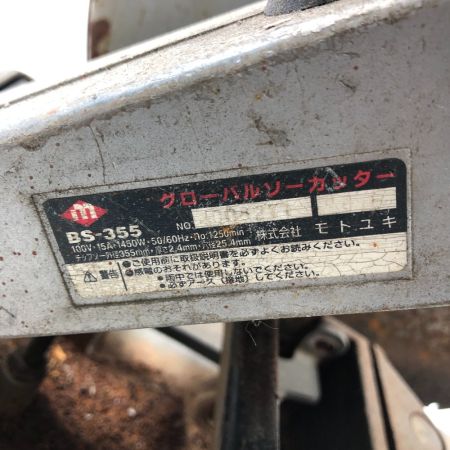 グローバルソーカッター
m
BS-355
NO.
100V・15A・1450W・50/60Hz・no:1250min
株式会社 モトユキ
チップソー外径355mm・厚さ2.4mm・穴径25.4mm
警告
●ご使用前に取扱説明書を必ずよくお読みください。
●感電のおそれがあります。
・雨中では使用しないでください。
・必ずアース(接地)してください。